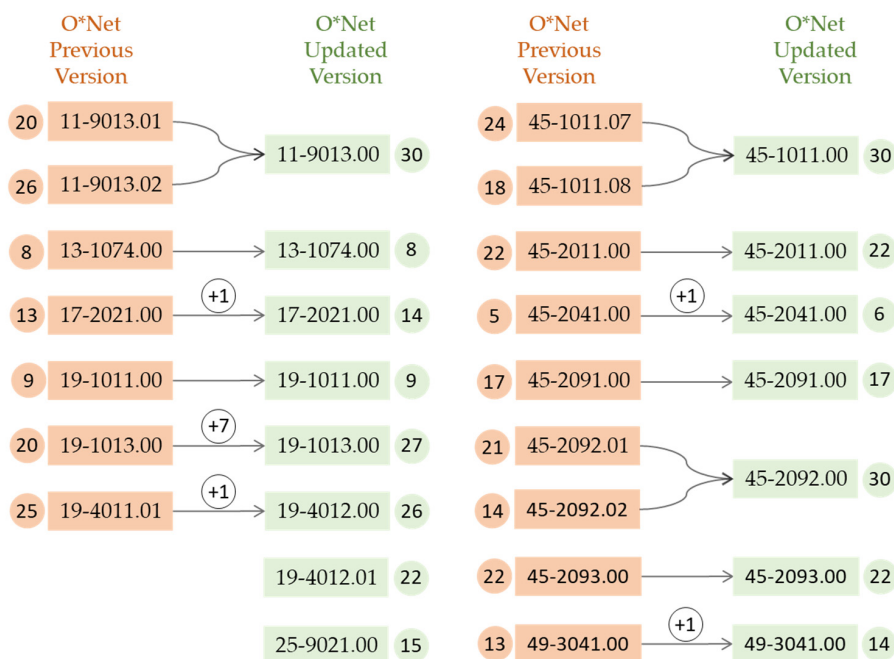 O*Net
Previous
Version
O*Net
Updated
Version
20 11-9013.01
26 11-9013.02
11-9013.00 30
8 13-1074.00 13-1074.00 8
13 17-2021.00 +1 17-2021.00 14
9 19-1011.00 19-1011.00 9
20 19-1013.00 +7 19-1013.00 27
25 19-4011.01 +1 19-4012.00 26
19-4012.01 22
25-9021.00 15
O*Net
Previous
Version
O*Net
Updated
Version
24 45-1011.07
18 45-1011.08
45-1011.00 30
22 45-2011.00 45-2011.00 22
5 45-2041.00 +1 45-2041.00 6
17 45-2091.00 45-2091.00 17
21 45-2092.01
14 45-2092.02
45-2092.00 30
22 45-2093.00 45-2093.00 22
13 49-3041.00 +1 49-3041.00 14